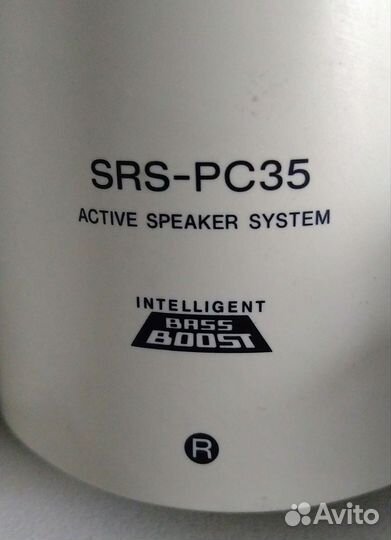 SRS-PC35
ACTIVE SPEAKER SYSTEM
INTELLIGENT
BASS
BOOST
R
Avito